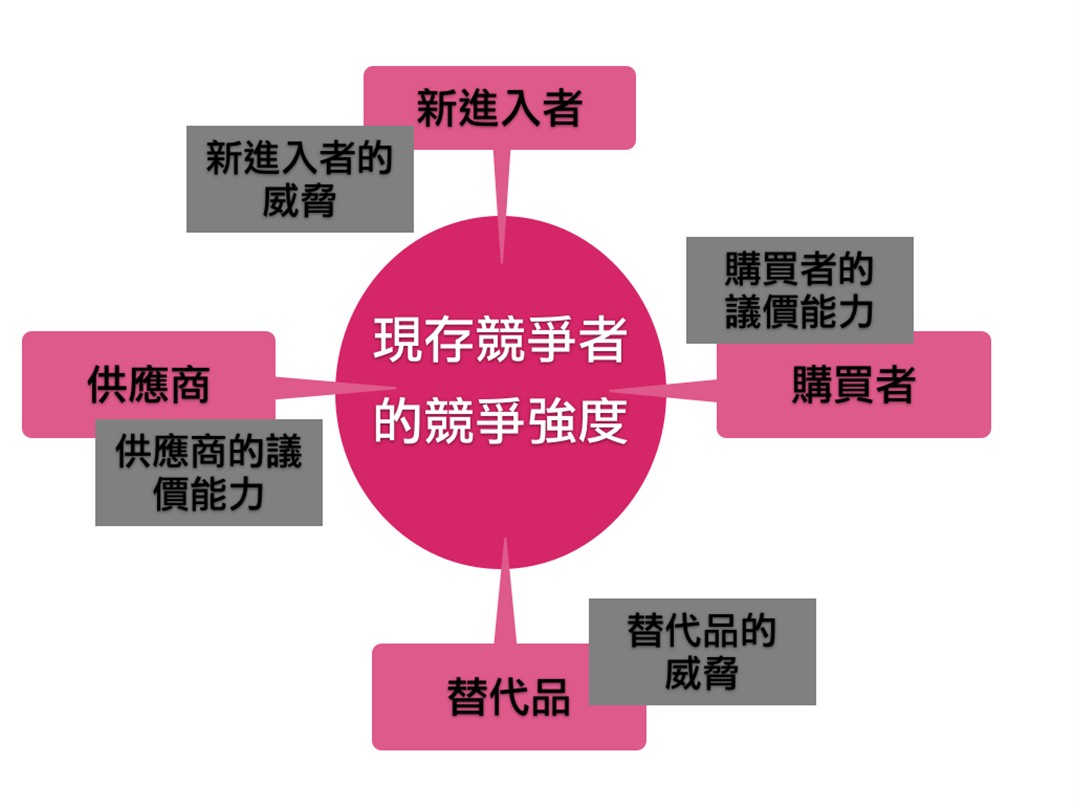 新進入者
新進入者的
威脅
購買者的
議價能力
現存競爭者
的競爭強度
供應商
購買者
供應商的議
價能力
替代品的
威脅
替代品